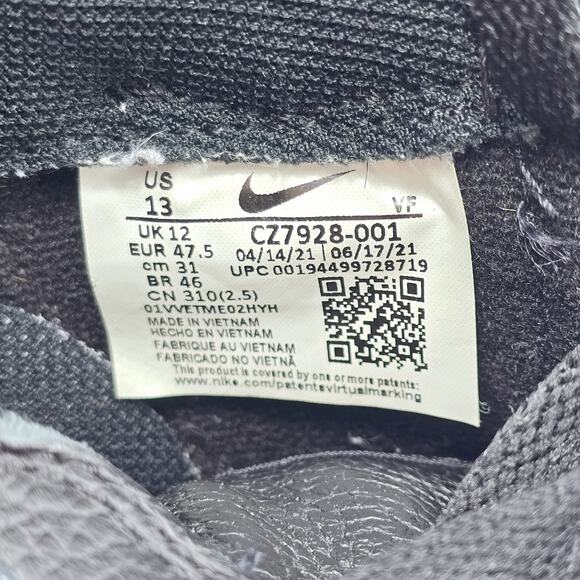 US
13
VF
UK 12
EUR 47.5
cm 31
BR 46
CN 310(2.5)
01VVETME02HYH
MADE IN VIETNAM
HECHO EN VIETNAM
FABRIQUE AU VIETNAM
FABRICADO NO VIETNÃ
CZ7928-001
04/14/21 | 06/17/21
UPC 00194499728719
This product is covered by one or more patents:
www.nike.com/patentsvirtualmarking